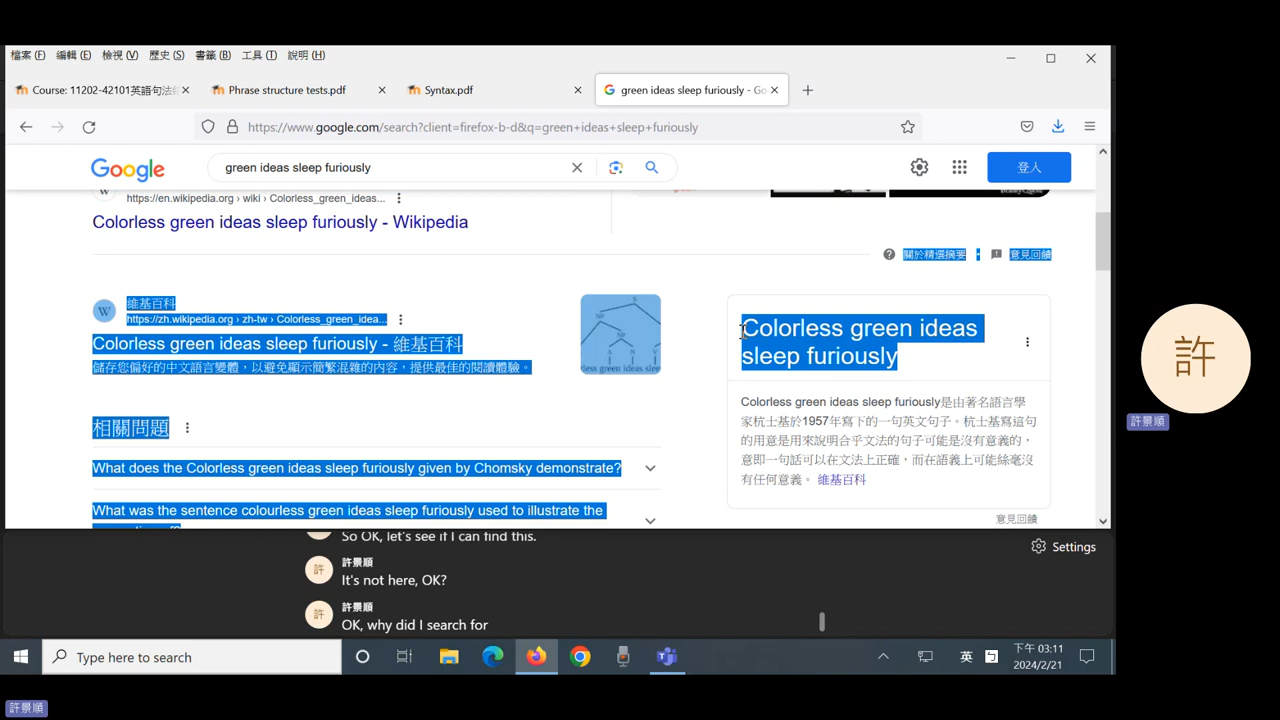 檔案 (F) 編輯 (E) 檢視 (V) 歷史 (S) 書籤 (B) 工具 (T) 說明 (H)
Course: 11202-42101英語句法結
Phrase structure tests.pdf
Syntax.pdf
green ideas sleep furiously - Go
https://www.google.com/search?client=firefox-b-d&q=green+ideas+sleep+furiously
Google
green ideas sleep furiously
登入
https://en.wikipedia.org › wiki › Colorless_green_ideas...
Colorless green ideas sleep furiously - Wikipedia
關於精選摘要 • 意見回饋
維基百科
https://zh.wikipedia.org › zh-tw › Colorless_green_idea...
Colorless green ideas sleep furiously - 維基百科
儲存您偏好的中文語言變體，以避免顯示簡繁混雜的內容，提供最佳的閱讀體驗。
S
NP
NP
A N V
less green ideas slee
相關問題
What does the Colorless green ideas sleep furiously given by Chomsky demonstrate?
What was the sentence colourless green ideas sleep furiously used to illustrate the
Colorless green ideas
sleep furiously
Colorless green ideas sleep furiously是由著名語言學
家杭士基於1957年寫下的一句英文句子。杭士基寫這句
的用意是用來說明合乎文法的句子可能是沒有意義的，
意即一句話可以在文法上正確，而在語義上可能絲毫沒
有任何意義。 維基百科
意見回饋
So OK, let's see if I can find this.
許景順
許
It's not here, OK?
許景順
許
OK, why did I search for
Settings
Type here to search
英
下午 03:11
2024/2/21
許
許景順
許景順